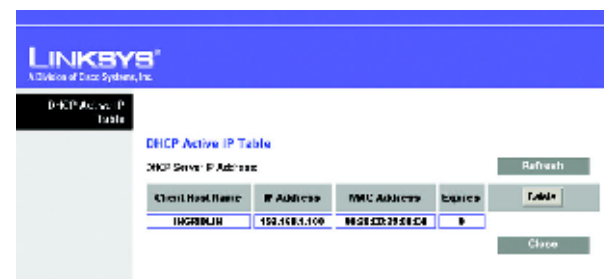 LINKSYS®
A Division of Cisco Systems, Inc.
DHCP Active IP
Table
DHCP Active IP Table
DHCP Server IP Address:
Refresh
Client Host Name IP Address MAC Address Expires Delete
Close